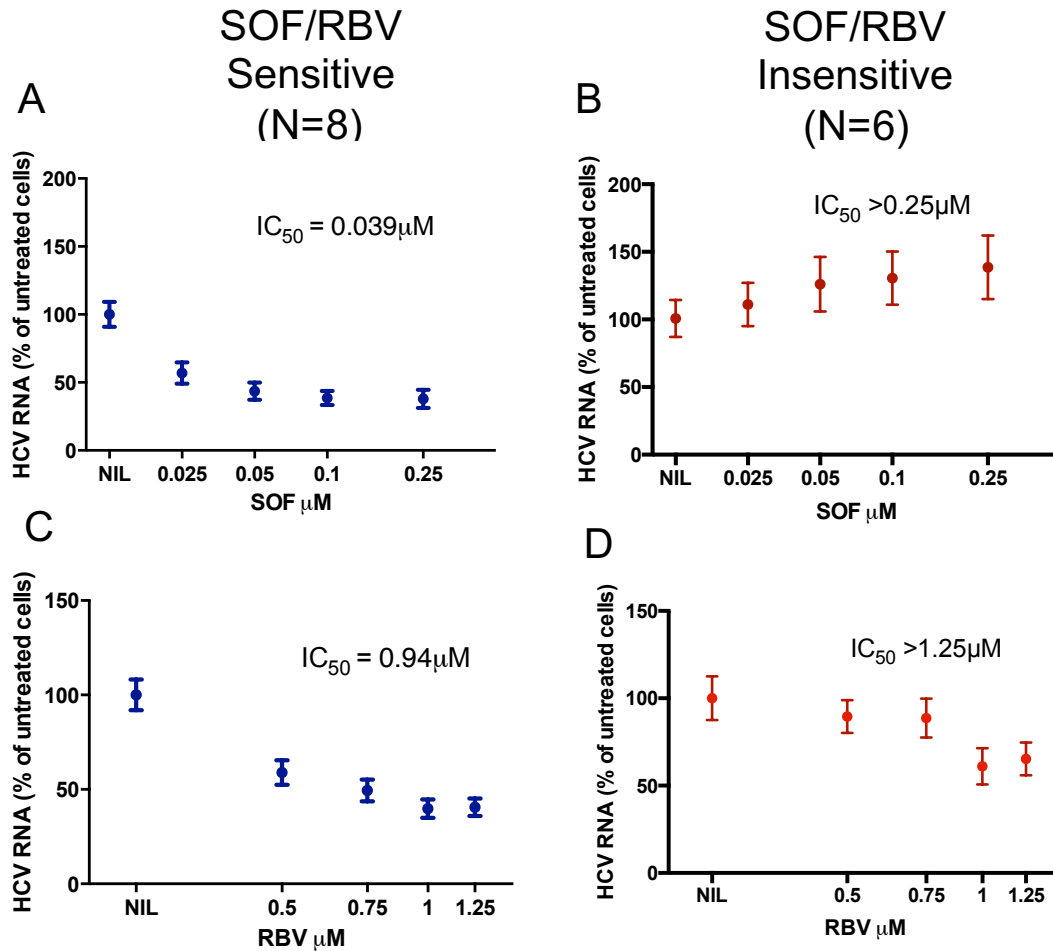 SOF/RBV
Sensitive
(N=8)
SOF/RBV
Insensitive
(N=6)
A
HCV RNA (% of untreated cells)
200
150
100
50
0
IC50 = 0.039μM
NIL 0.025 0.05 0.1 0.25
SOF μM
B
HCV RNA (% of untreated cells)
200
150
100
50
0
IC50 >0.25μM
NIL 0.025 0.05 0.1 0.25
SOF μM
C
HCV RNA (% of untreated cells)
150
100
50
0
IC50 = 0.94μM
NIL 0.5 0.75 1 1.25
RBV μM
D
HCV RNA (% of untreated cells)
150
100
50
0
IC50 >1.25μM
NIL 0.5 0.75 1 1.25
RBV μM